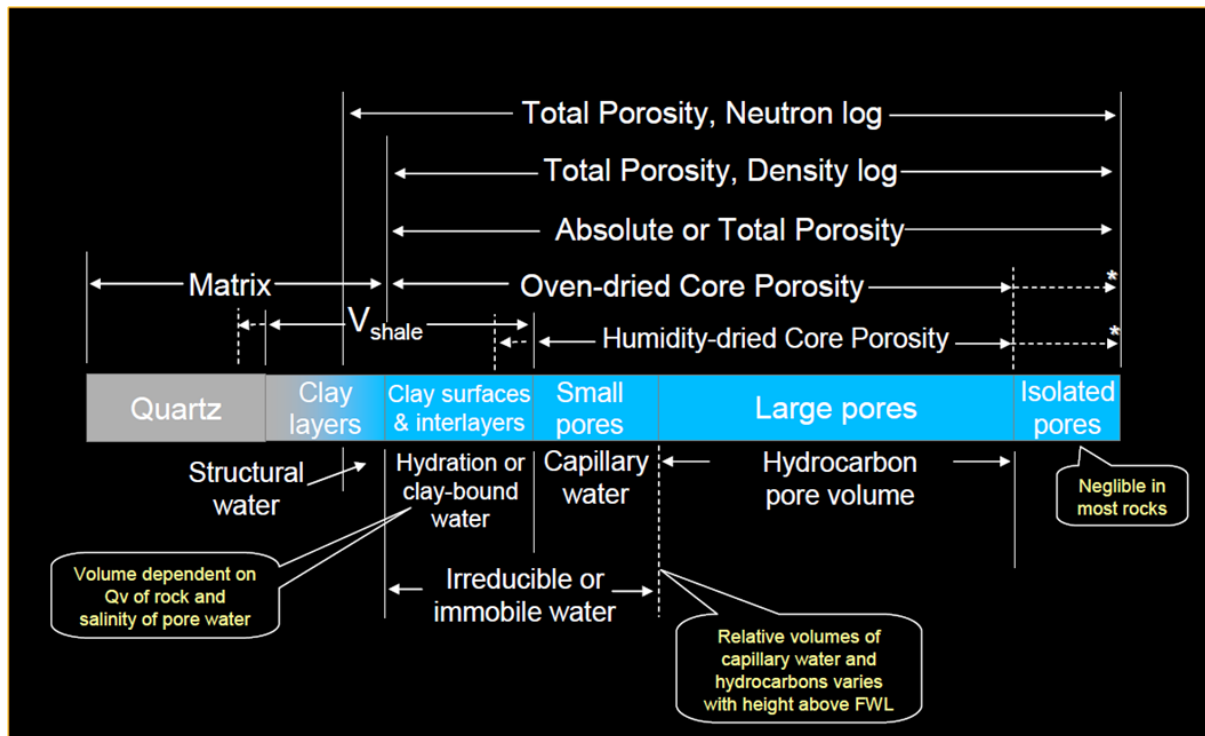 Total Porosity, Neutron log
Total Porosity, Density log
Absolute or Total Porosity
Matrix
Oven-dried Core Porosity
*
Vshale
Humidity-dried Core Porosity
*
Quartz
Clay
layers
Clay surfaces
& interlayers
Small
pores
Large pores
Isolated
pores
Structural
water
Hydration or
clay-bound
water
Capillary
water
Hydrocarbon
pore volume
Neglible in
most rocks
Volume dependent on
Qv of rock and
salinity of pore water
Irreducible or
immobile water
Relative volumes of
capillary water and
hydrocarbons varies
with height above FWL